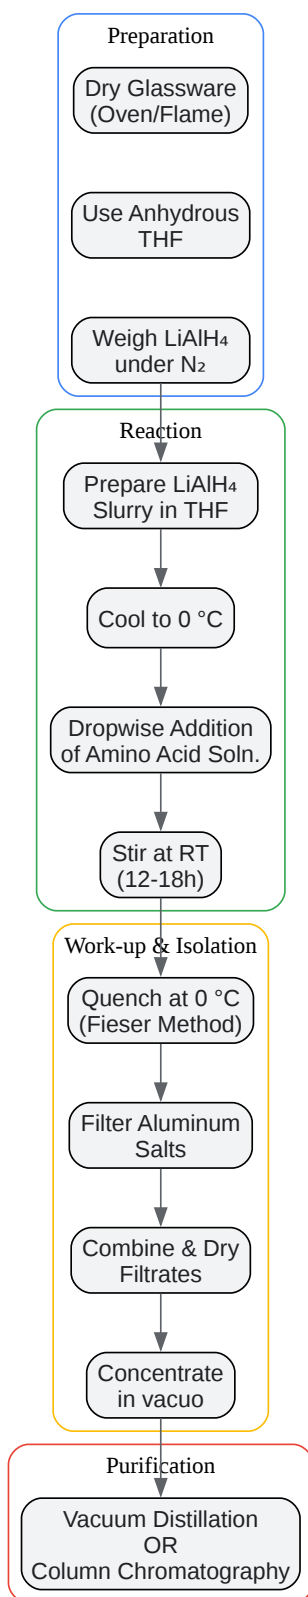 Preparation
Dry Glassware
(Oven/Flame)
Use Anhydrous
THF
Weigh LiAlH₄
under N₂
Reaction
Prepare LiAlH₄
Slurry in THF
Cool to 0 °C
Dropwise Addition
of Amino Acid Soln.
Stir at RT
(12-18h)
Work-up & Isolation
Quench at 0 °C
(Fieser Method)
Filter Aluminum
Salts
Combine & Dry
Filtrates
Concentrate
in vacuo
Purification
Vacuum Distillation
OR
Column Chromatography